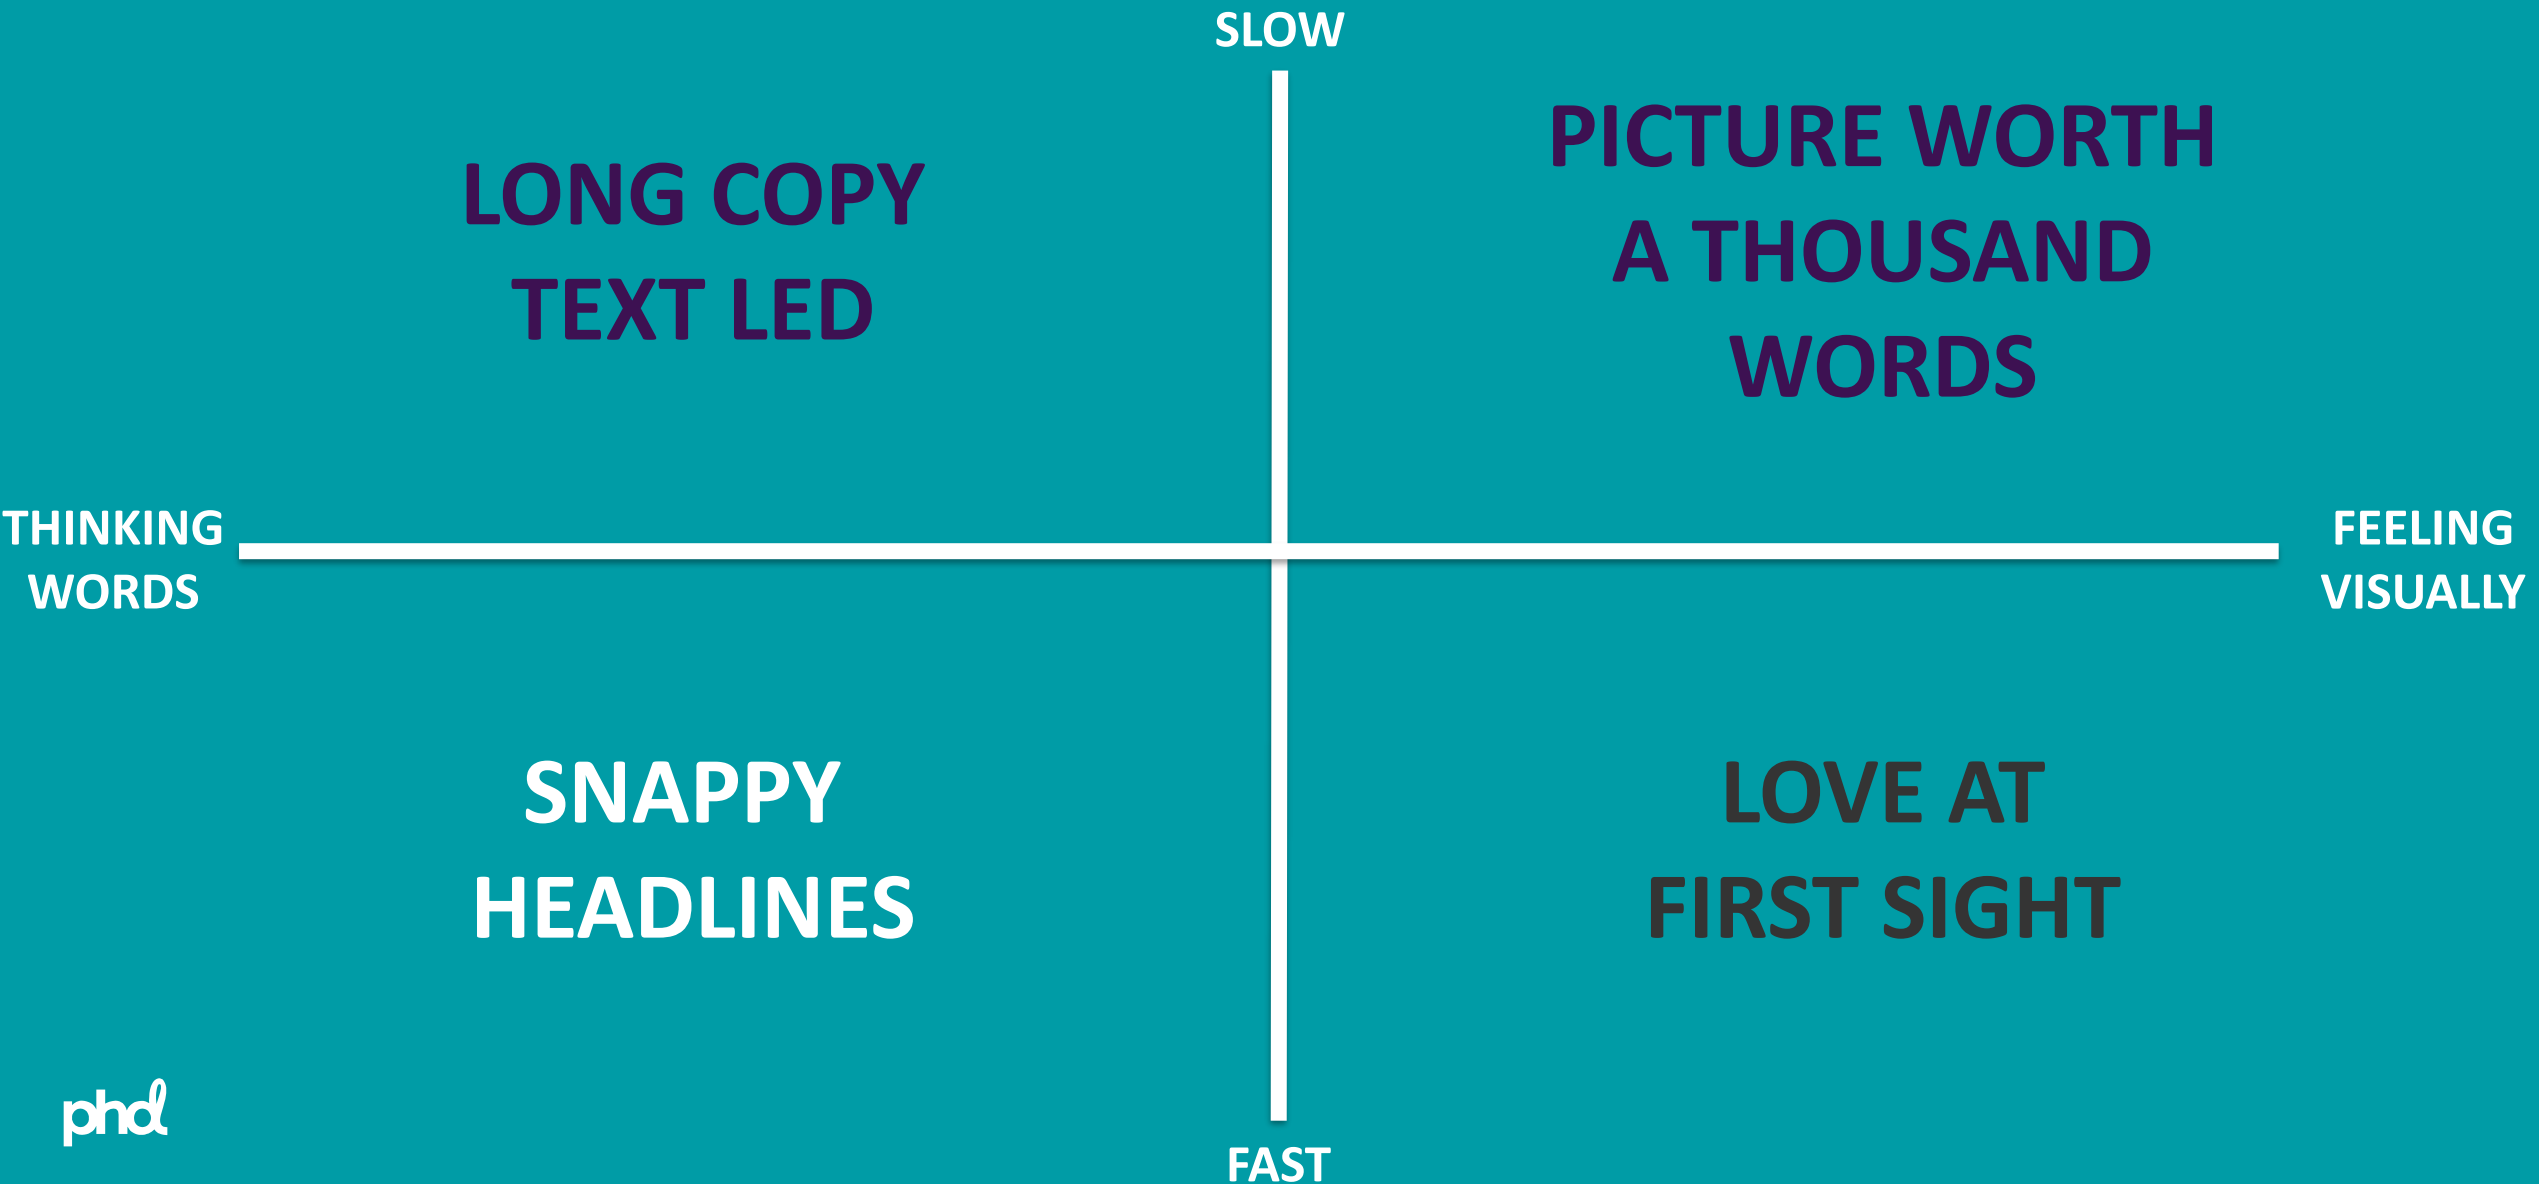 SLOW
LONG COPY
TEXT LED
PICTURE WORTH
A THOUSAND
WORDS
THINKING
WORDS
FEELING
VISUALLY
SNAPPY
HEADLINES
LOVE AT
FIRST SIGHT
phd
FAST